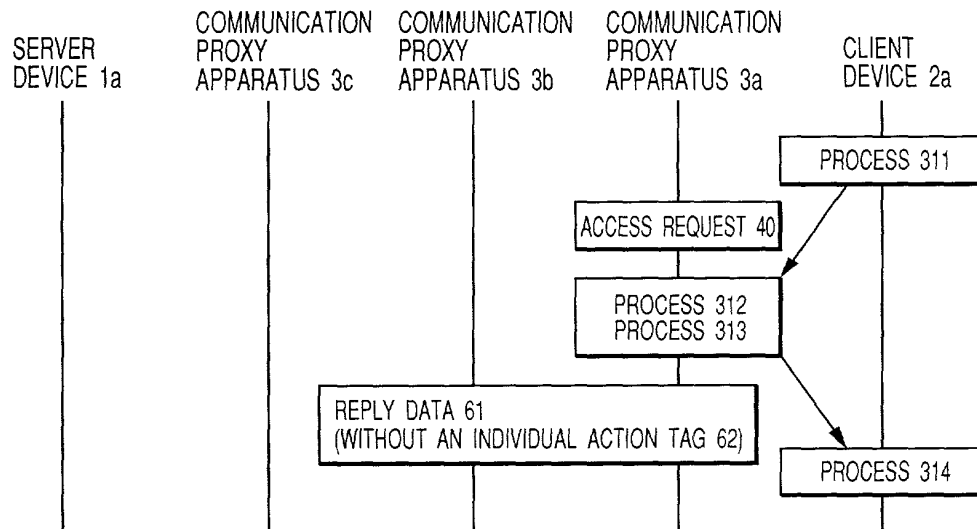 SERVER
DEVICE 1a
COMMUNICATION
PROXY
APPARATUS 3c
COMMUNICATION
PROXY
APPARATUS 3b
COMMUNICATION
PROXY
APPARATUS 3a
CLIENT
DEVICE 2a
PROCESS 311
ACCESS REQUEST 40
PROCESS 312
PROCESS 313
REPLY DATA 61
(WITHOUT AN INDIVIDUAL ACTION TAG 62)
PROCESS 314